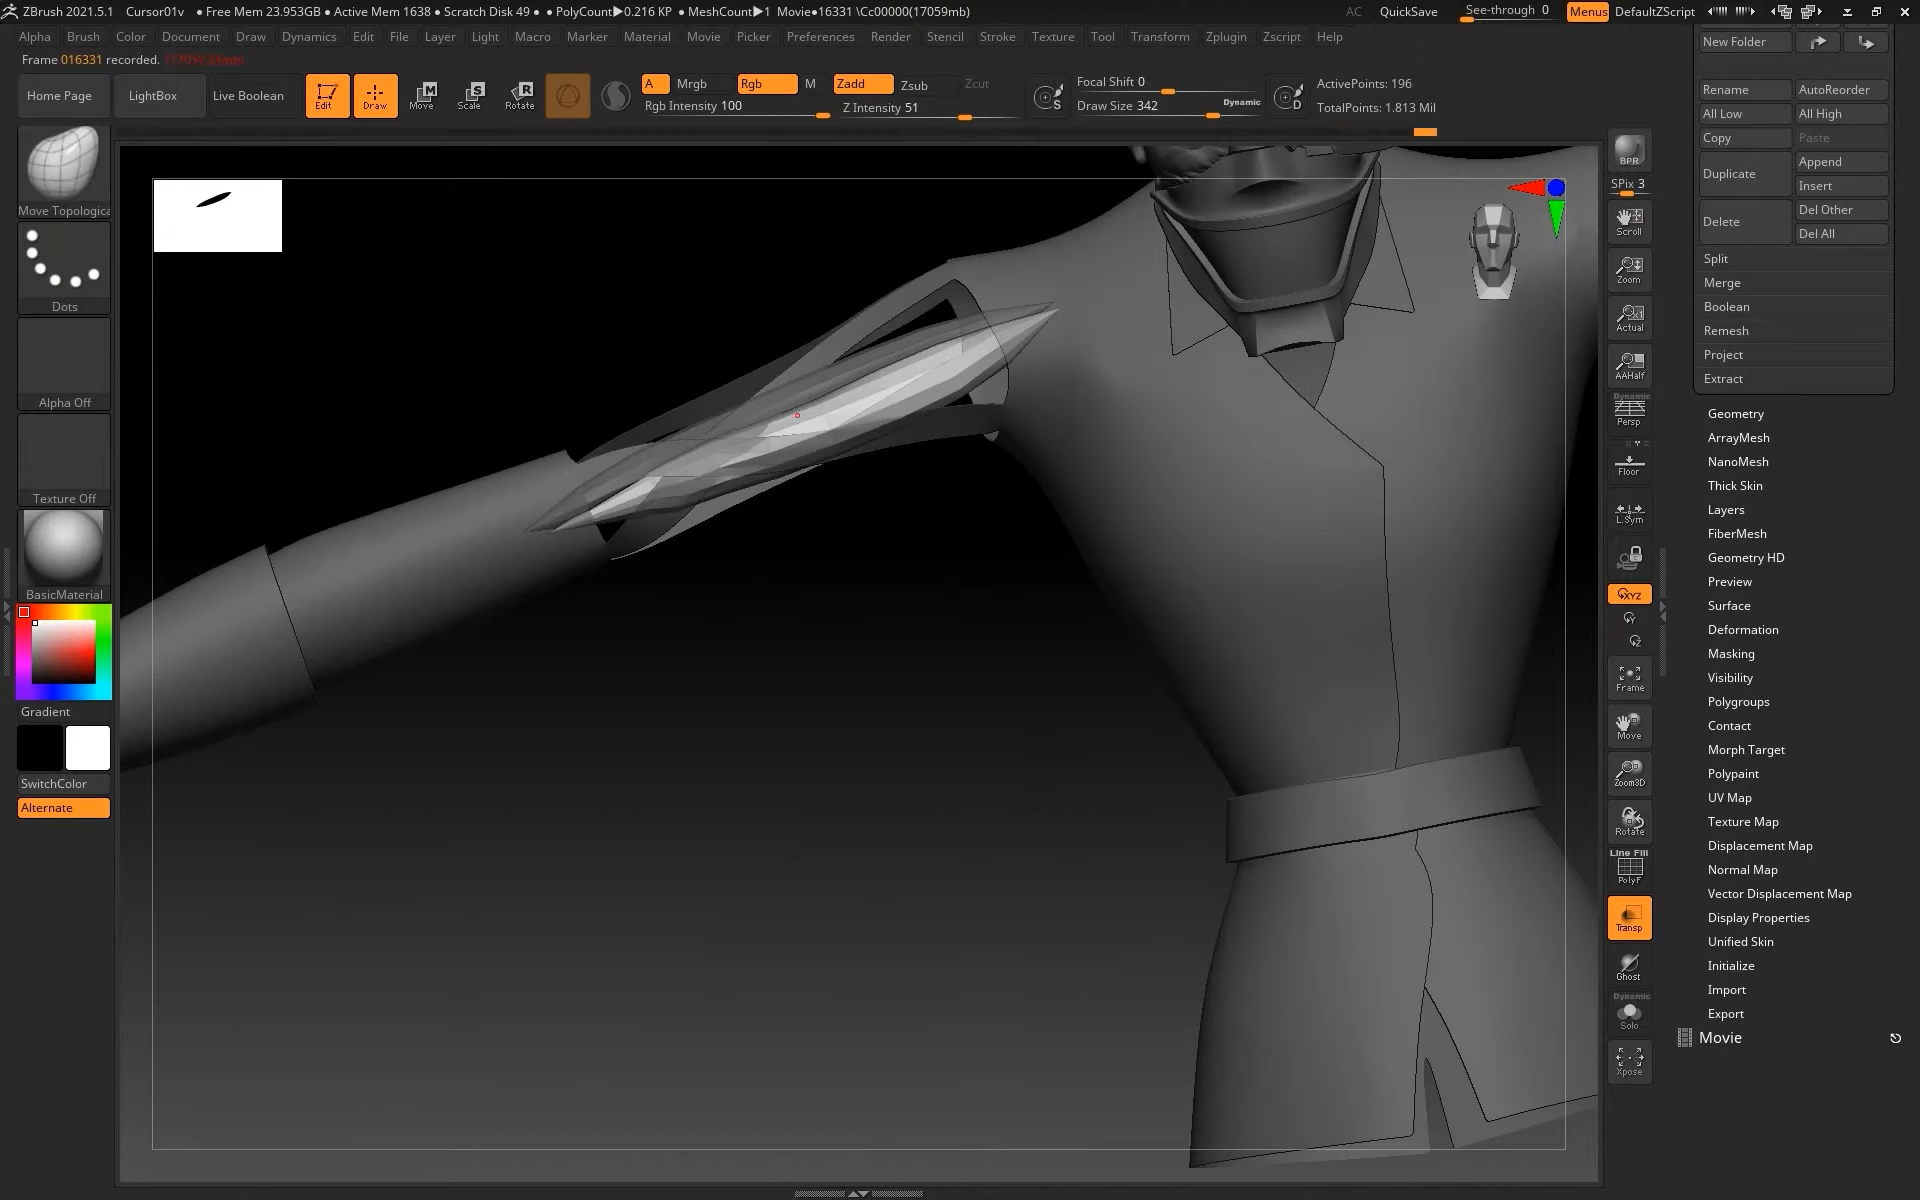 ZBrush 2021.5.1 Cursor01v • Free Mem 23.953GB • Active Mem 1638 • Scratch Disk 49 • • PolyCount▶0.216 KP • MeshCount▶1 Movie•16331 \Cc00000(17059mb) AC QuickSave See-through 0 Menus DefaultZScript
Alpha Brush Color Document Draw Dynamics Edit File Layer Light Macro Marker Material Movie Picker Preferences Render Stencil Stroke Texture Tool Transform Zplugin Zscript Help
Frame 016331 recorded.
Home Page LightBox Live Boolean Edit Draw Move Scale Rotate
A Mrgb Rgb M Zadd Zsub Zcut
Rgb Intensity 100 Z Intensity 51
S
Focal Shift 0
Draw Size 342 Dynamic
D
ActivePoints: 196
TotalPoints: 1.813 Mil
Move Topologica
Dots
Alpha Off
Texture Off
BasicMaterial
Gradient
SwitchColor
Alternate
BPR
SPix 3
Scroll
Zoom
Actual
AAHalf
Dynamic
Persp
Floor
L.Sym
XYZ
Y
Z
Frame
Move
Zoom3D
Rotate
Line Fill
PolyF
Transp
Ghost
Dynamic
Solo
Xpose
New Folder
Rename AutoReorder
All Low All High
Copy Paste
Duplicate Append
Insert
Delete Del Other
Del All
Split
Merge
Boolean
Remesh
Project
Extract
Geometry
ArrayMesh
NanoMesh
Thick Skin
Layers
FiberMesh
Geometry HD
Preview
Surface
Deformation
Masking
Visibility
Polygroups
Contact
Morph Target
Polypaint
UV Map
Texture Map
Displacement Map
Normal Map
Vector Displacement Map
Display Properties
Unified Skin
Initialize
Import
Export
Movie